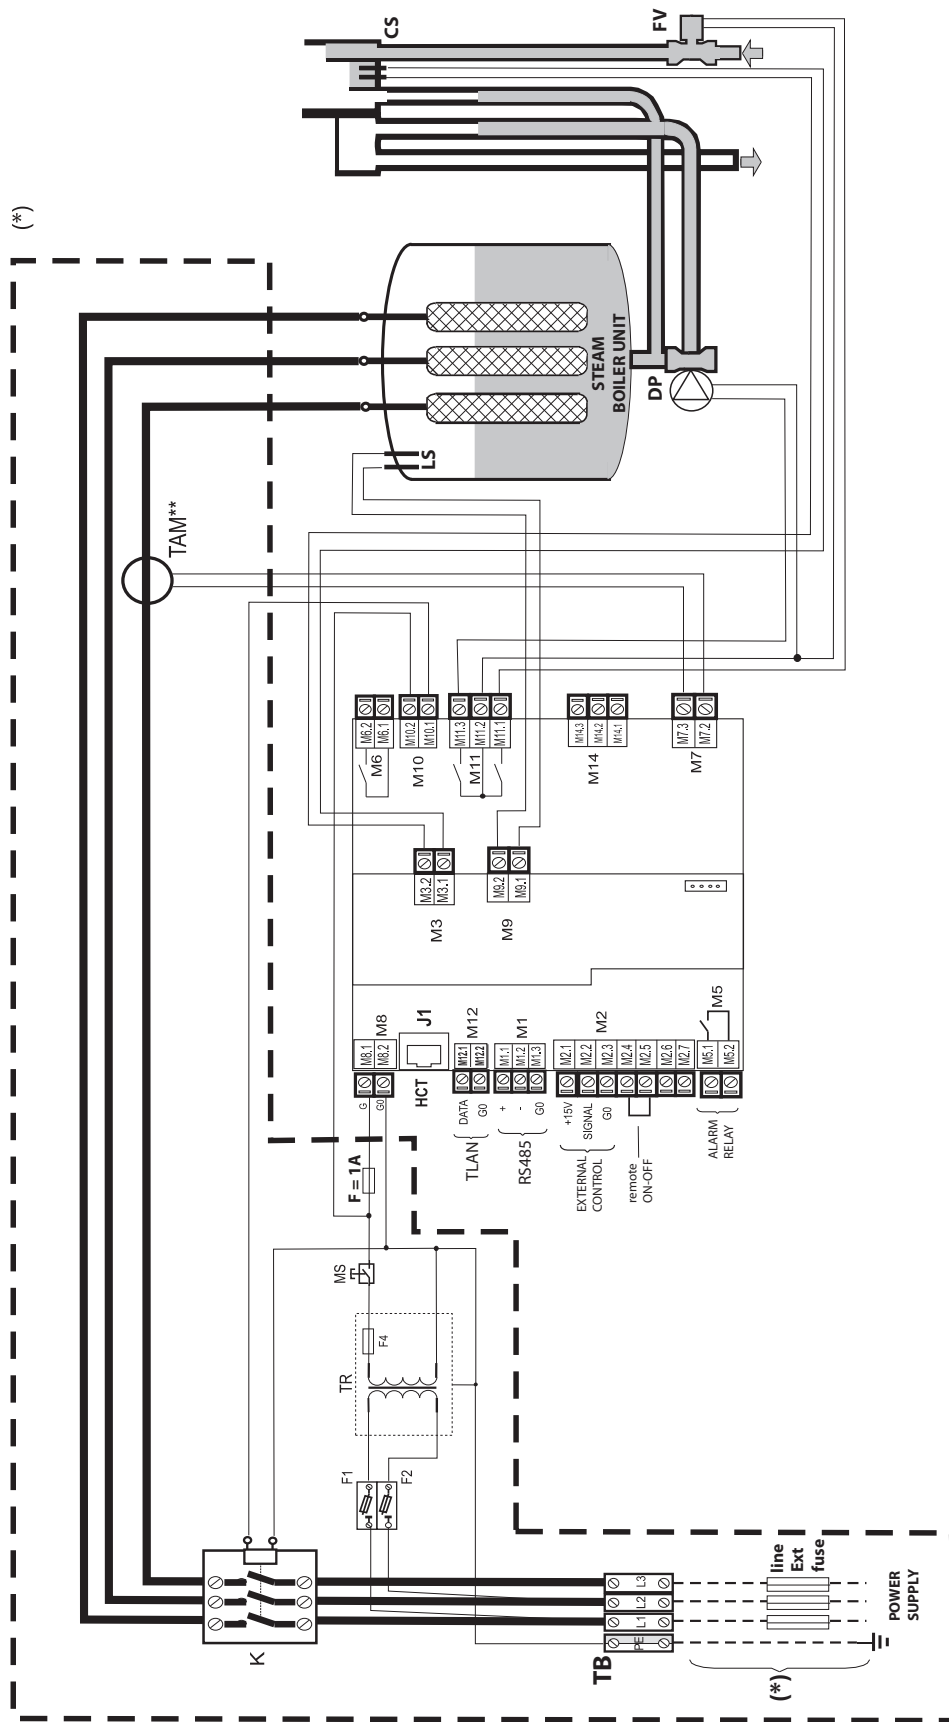 (*)
CS
FV
STEAM
BOILER UNIT
DP
LS
TAM**
M6.2
M6.1
M6
M10.2
M10.1
M10
M11.3
M11.2
M11.1
M11
M14.3
M14.2
M14.1
M14
M7.3
M7.2
M7
M3.2
M3.1
M3
M9.2
M9.1
M9
M8.1
M8.2
M8
J1
HCT
M12.1
M12.2
M12
M1.1
M1.2
M1.3
M1
M2.1
M2.2
M2.3
M2.4
M2.5
M2.6
M2.7
M2
M5.1
M5.2
M5
G
G0
DATA
G0
TLAN
+
-
G0
RS485
+15V
SIGNAL
G0
EXTERNAL
CONTROL
remote
ON-OFF
ALARM
RELAY
F = 1A
MS
F4
TR
F1
F2
K
TB
PE
L1
L2
L3
line
Ext
fuse
POWER
SUPPLY
(*)